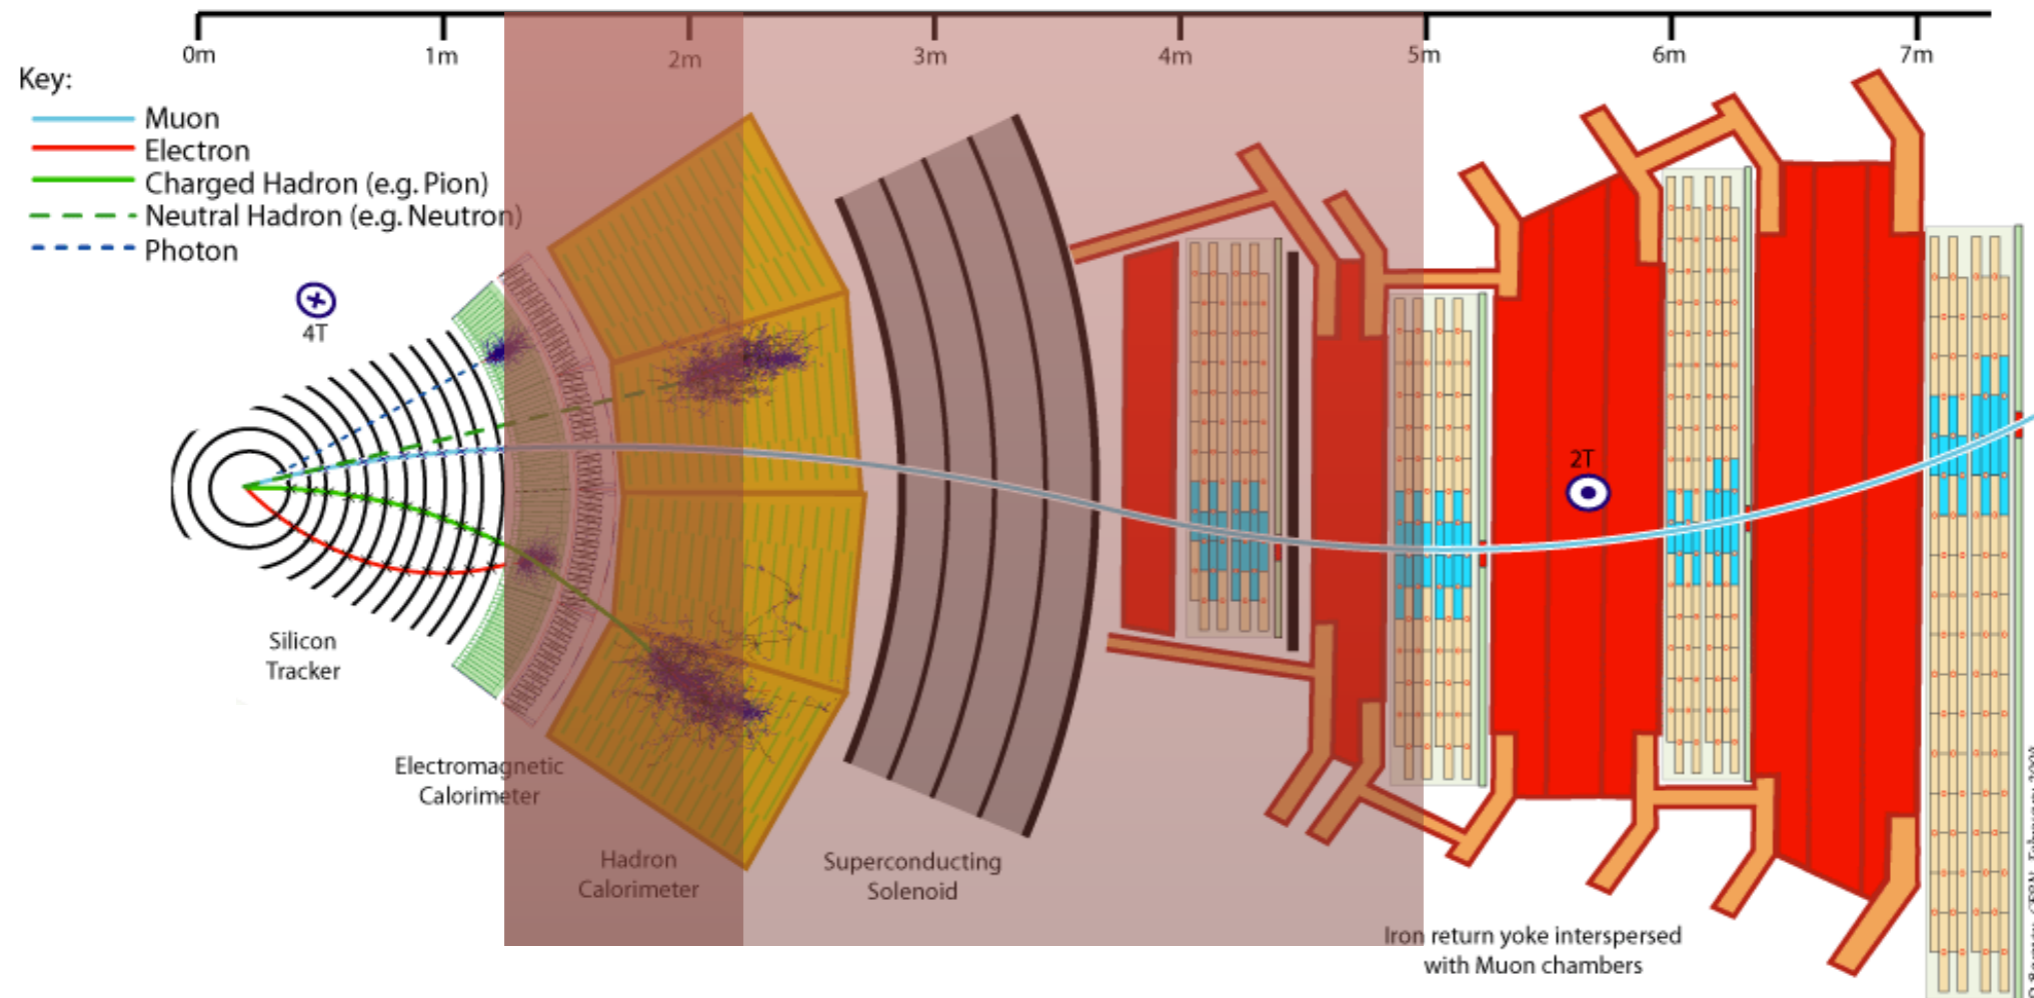 0m
1m
2m
3m
4m
5m
6m
7m
Key:
Muon
Electron
Charged Hadron (e.g. Pion)
Neutral Hadron (e.g. Neutron)
Photon
4T
2T
Silicon
Tracker
Electromagnetic
Calorimeter
Hadron
Calorimeter
Superconducting
Solenoid
Iron return yoke interspersed
with Muon chambers